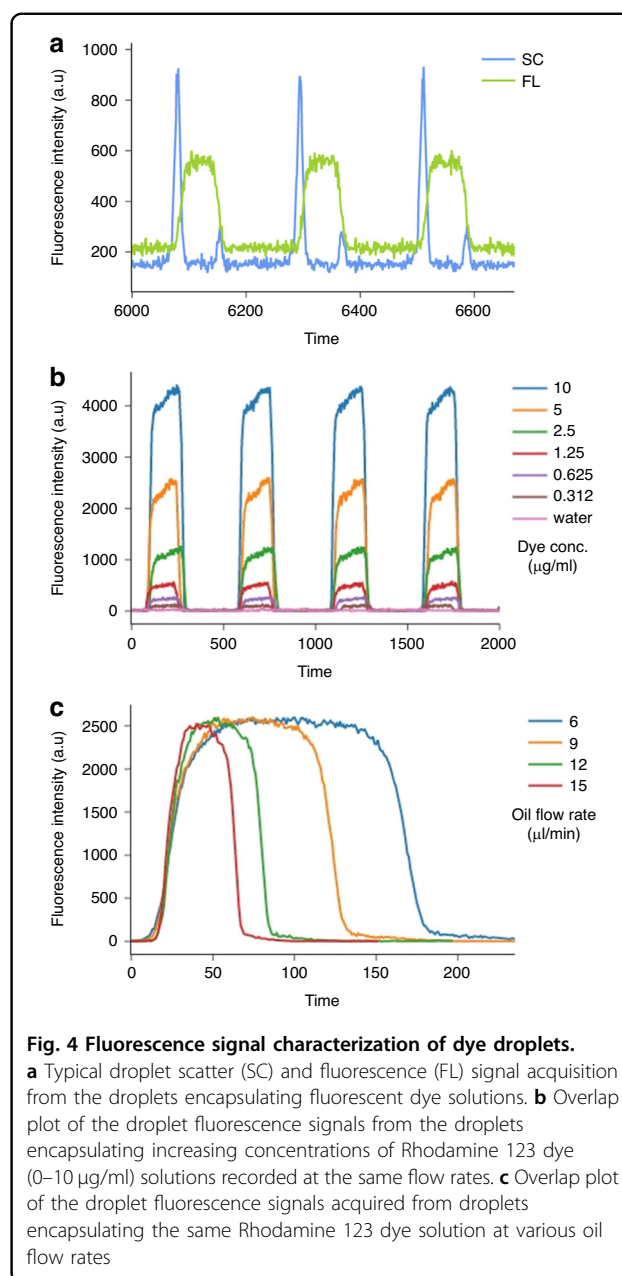 a
1000
800
600
400
200
Fluorescence intensity (a.u)
SC
FL
6000
6200
6400
6600
Time
b
4000
3000
2000
1000
0
Fluorescence intensity (a.u)
10
5
2.5
1.25
0.625
0.312
water
Dye conc.
(μg/ml)
0
500
1000
1500
2000
Time
c
2500
2000
1500
1000
500
0
Fluorescence intensity (a.u)
6
9
12
15
Oil flow rate
(μl/min)
0
50
100
150
200
Time
Fig. 4 Fluorescence signal characterization of dye droplets.
a Typical droplet scatter (SC) and fluorescence (FL) signal acquisition
from the droplets encapsulating fluorescent dye solutions. b Overlap
plot of the droplet fluorescence signals from the droplets
encapsulating increasing concentrations of Rhodamine 123 dye
(0–10 μg/ml) solutions recorded at the same flow rates. c Overlap plot
of the droplet fluorescence signals acquired from droplets
encapsulating the same Rhodamine 123 dye solution at various oil
flow rates